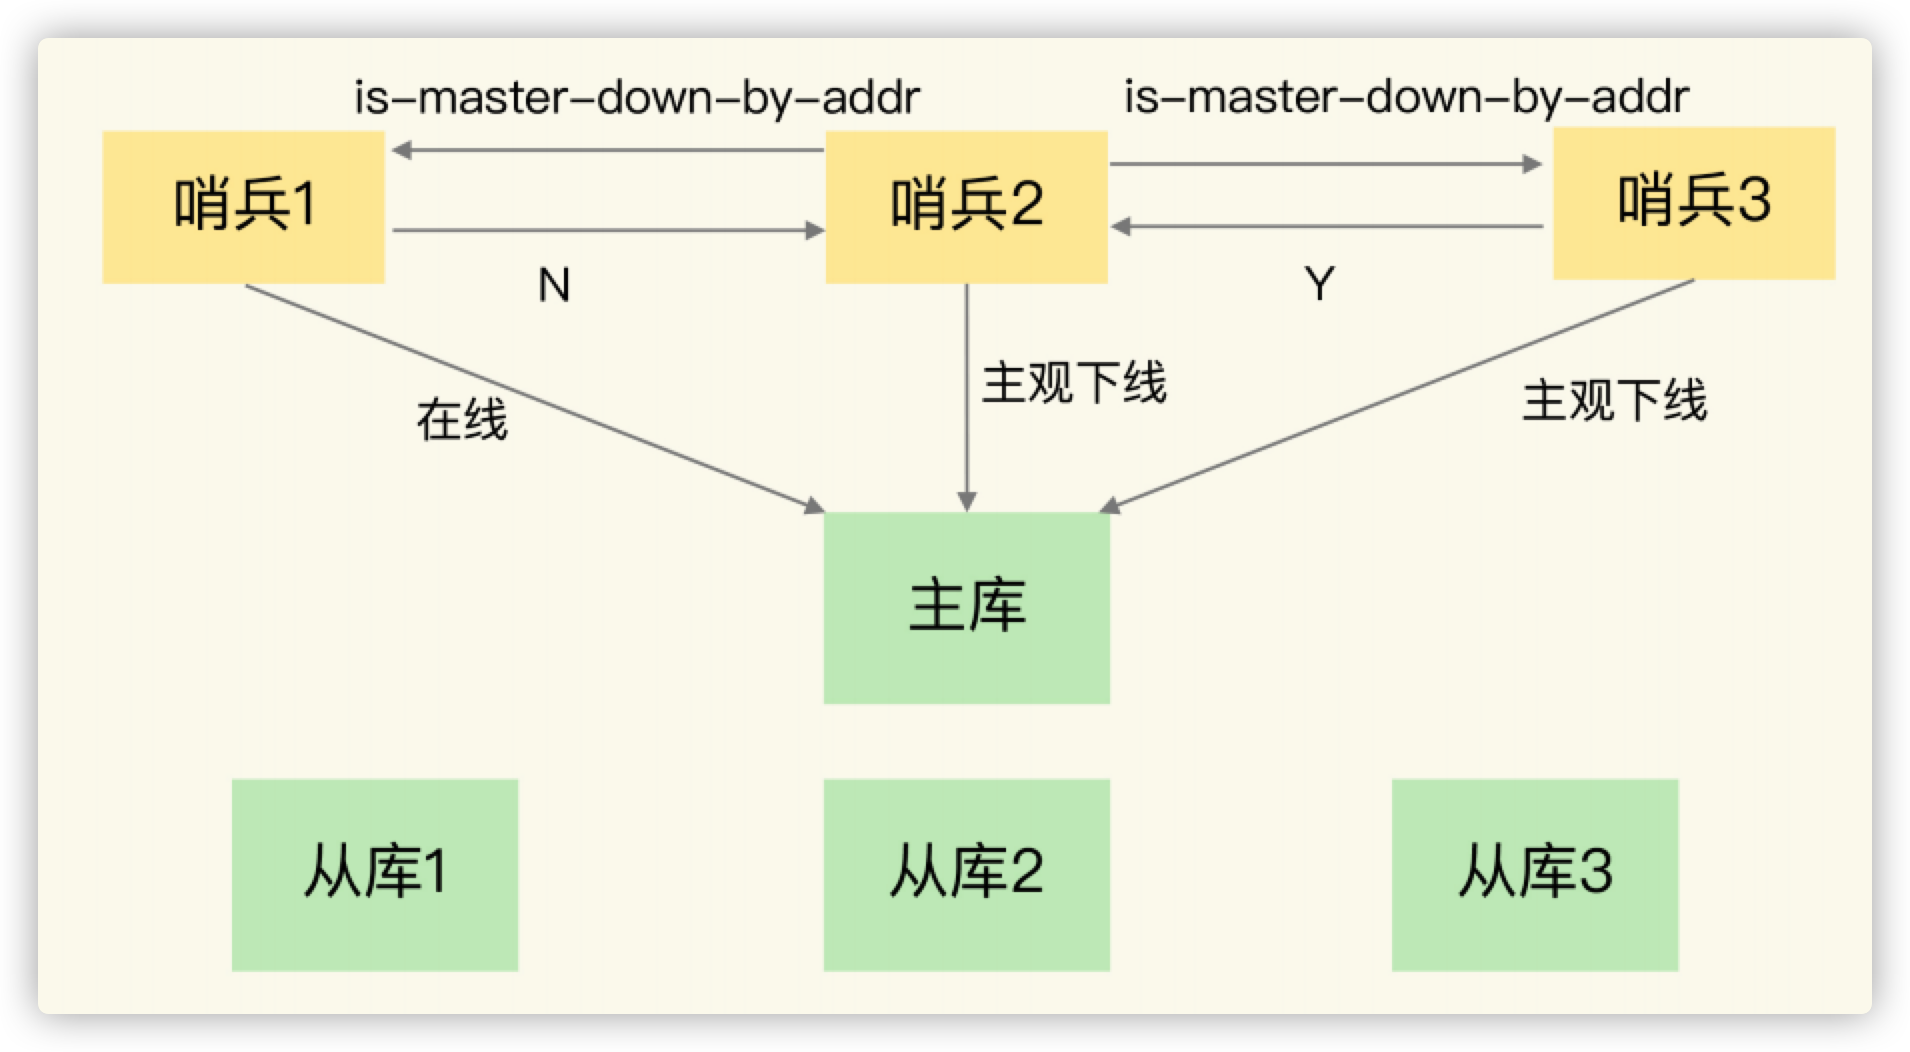 is–master–down–by–addr
is–master–down–by–addr
哨兵1
哨兵2
哨兵3
N
Y
在线
主观下线
主观下线
主库
从库1
从库2
从库3